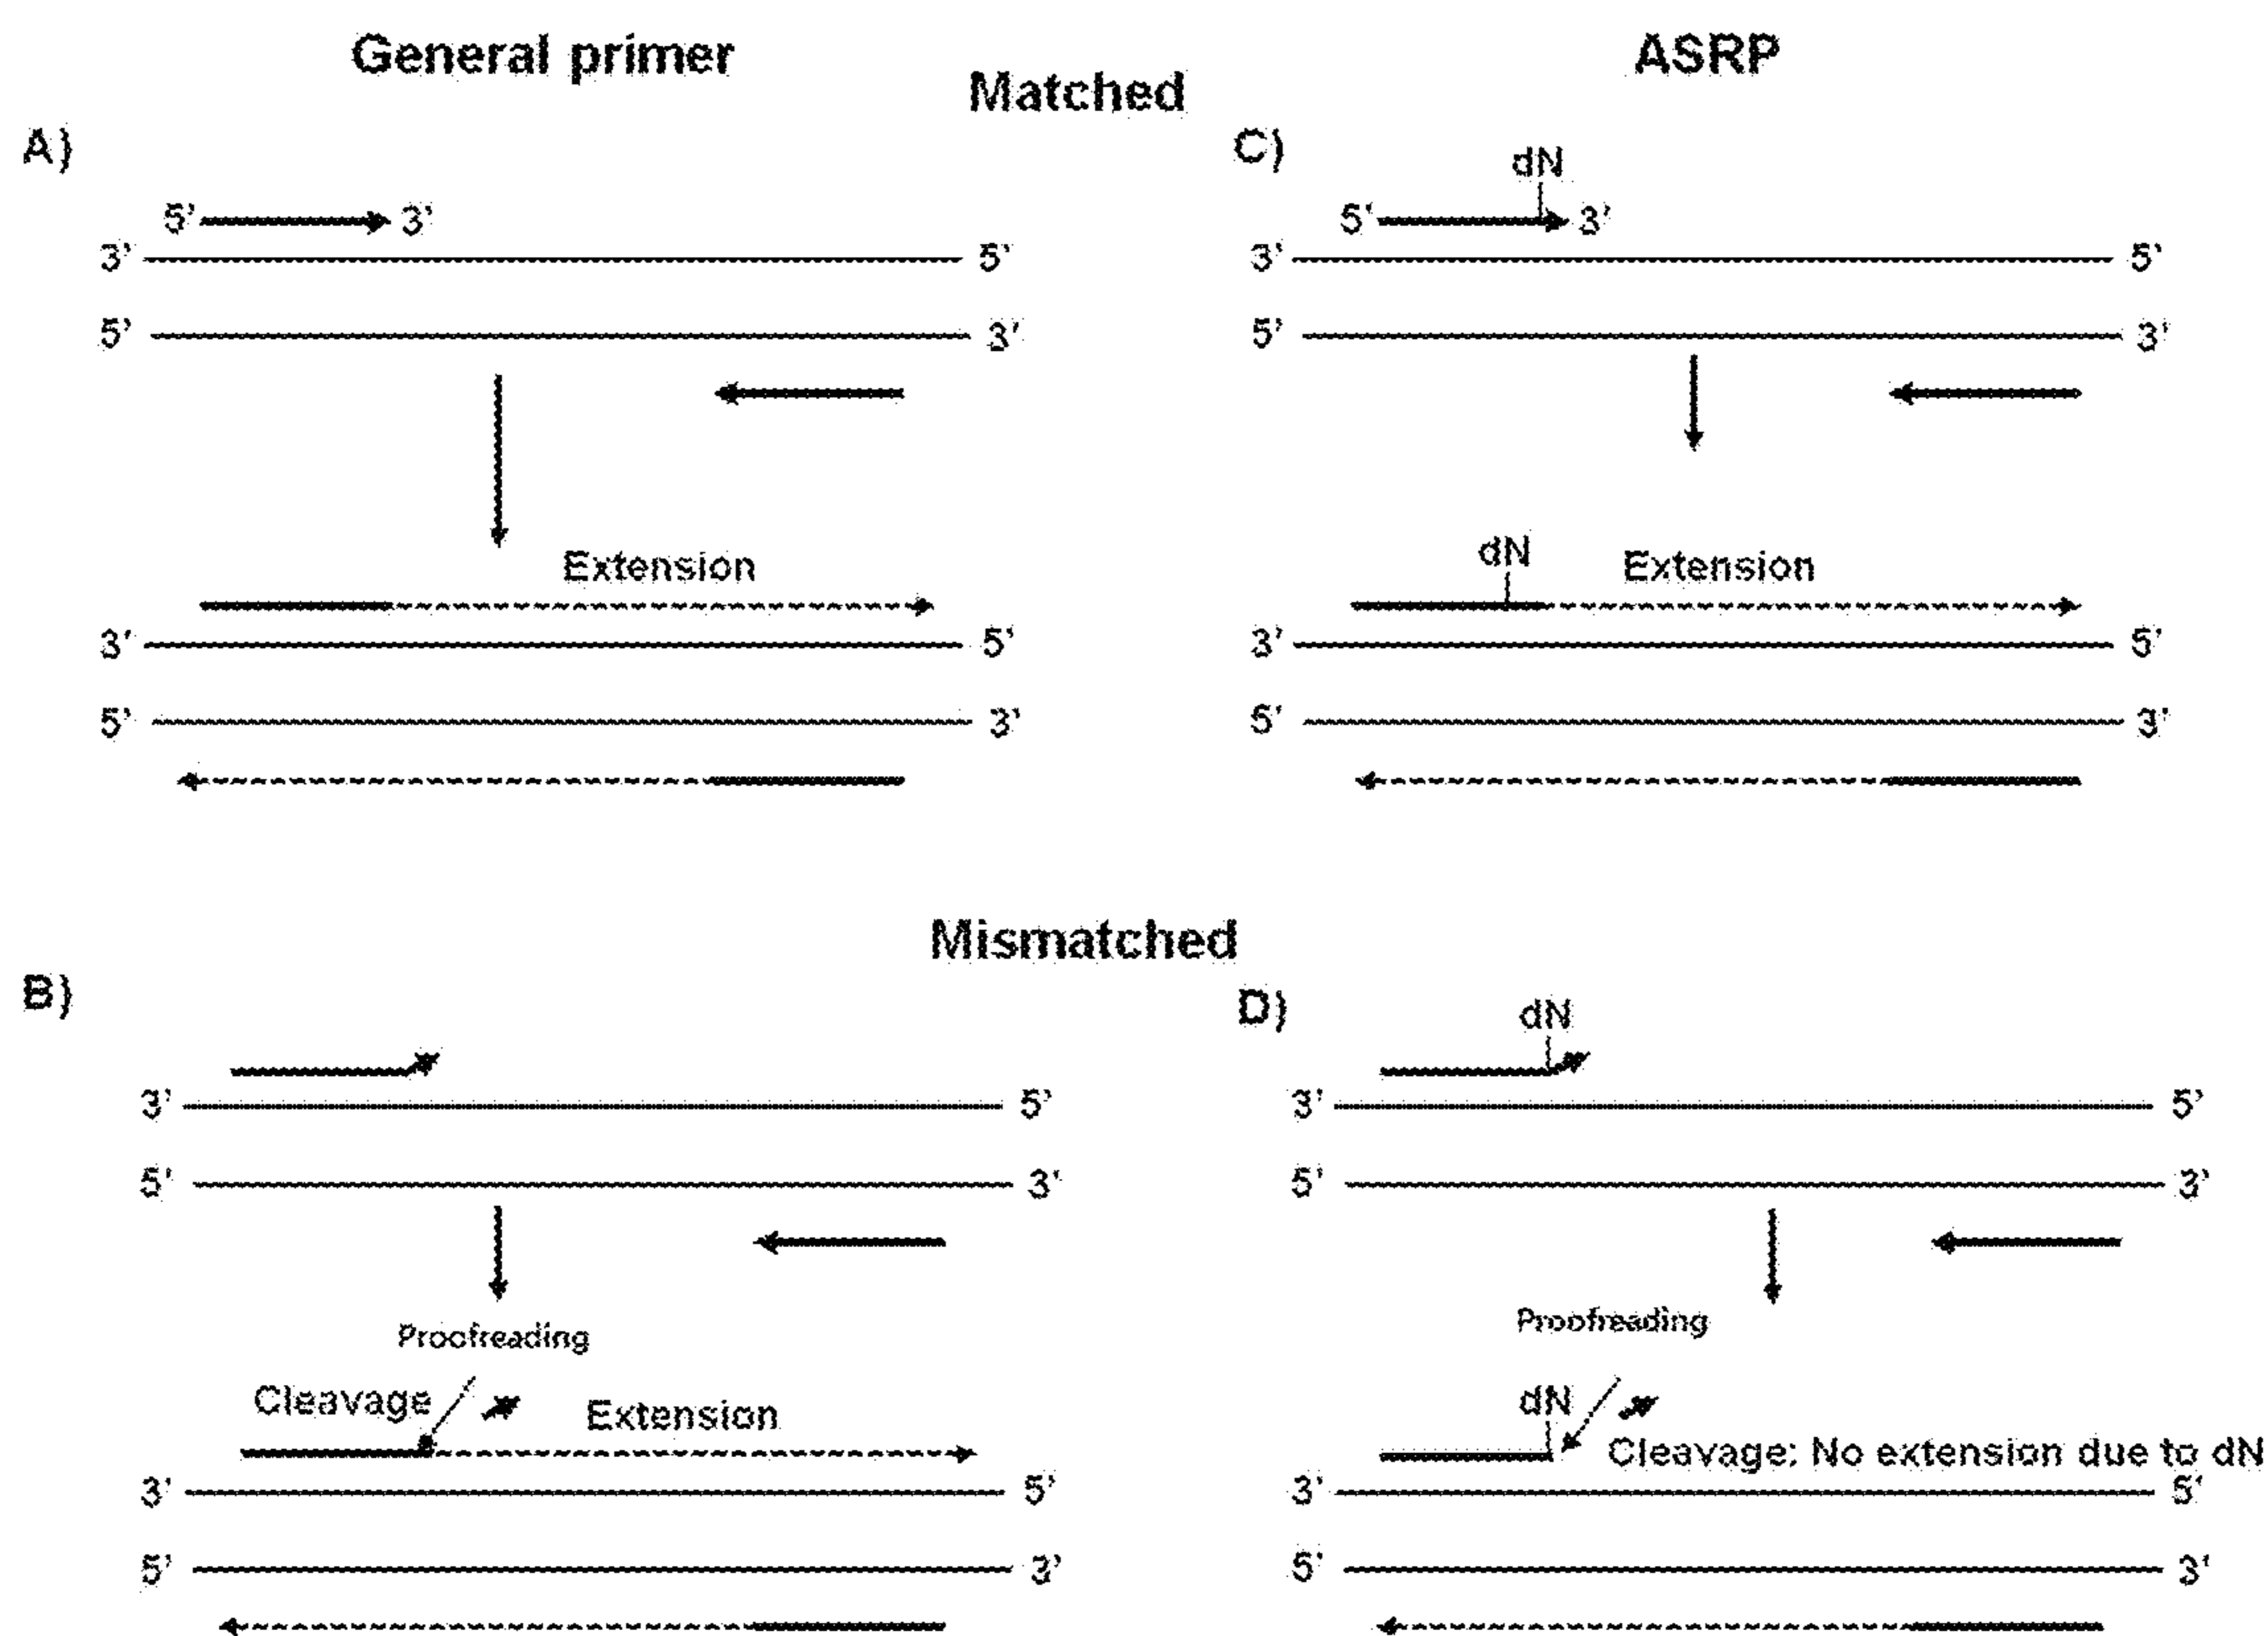 General primer
ASRP
Matched
A)
C)
dN
5' 3'
5' 3'
3' 5'
3' 5'
5' 3'
5' 3'
Extension
dN
Extension
3' 5'
3' 5'
5' 3'
5' 3'
Mismatched
B)
D)
dN
3' 5'
3' 5'
5' 3'
5' 3'
Proofreading
Proofreading
Cleavage
Extension
dN
Cleavage: No extension due to dN
3' 5'
3' 5'
5' 3'
5' 3'